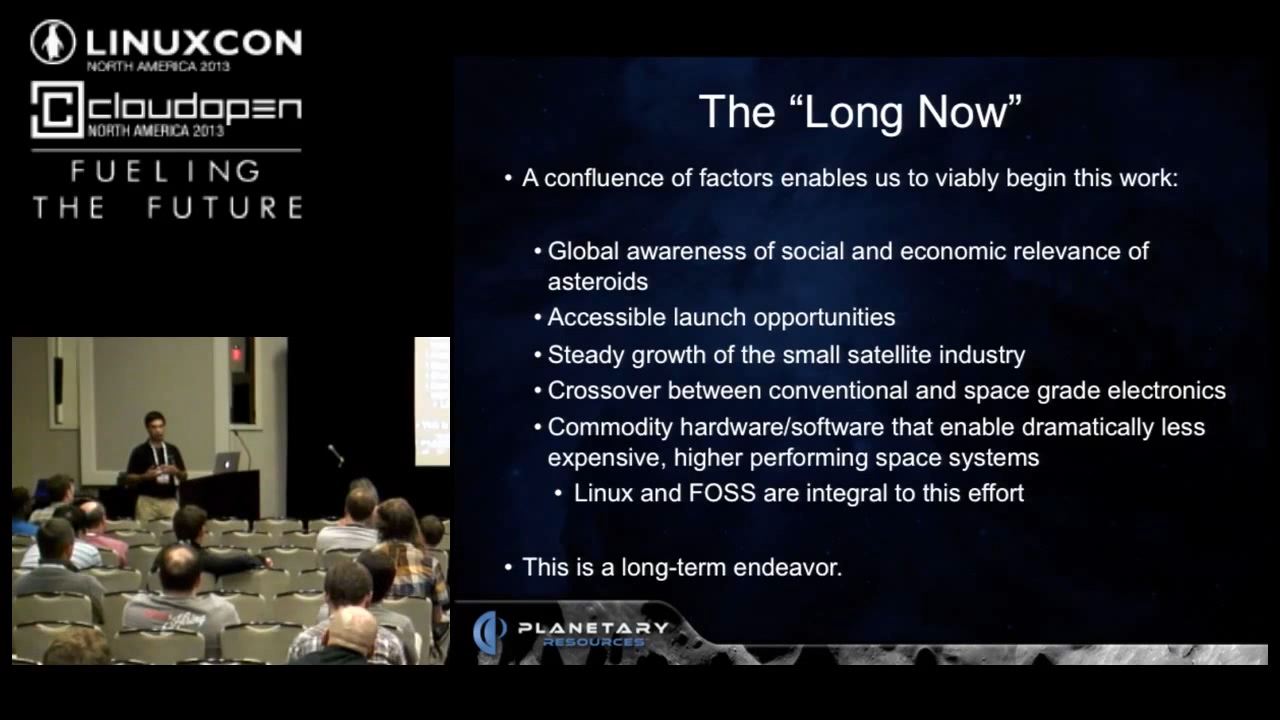 LINUXCON
NORTH AMERICA 2013
cloudopen
NORTH AMERICA 2013
FUELING
THE FUTURE
The “Long Now”
• A confluence of factors enables us to viably begin this work:
• Global awareness of social and economic relevance of
asteroids
• Accessible launch opportunities
• Steady growth of the small satellite industry
• Crossover between conventional and space grade electronics
• Commodity hardware/software that enable dramatically less
expensive, higher performing space systems
• Linux and FOSS are integral to this effort
• This is a long-term endeavor.
PLANETARY
RESOURCES